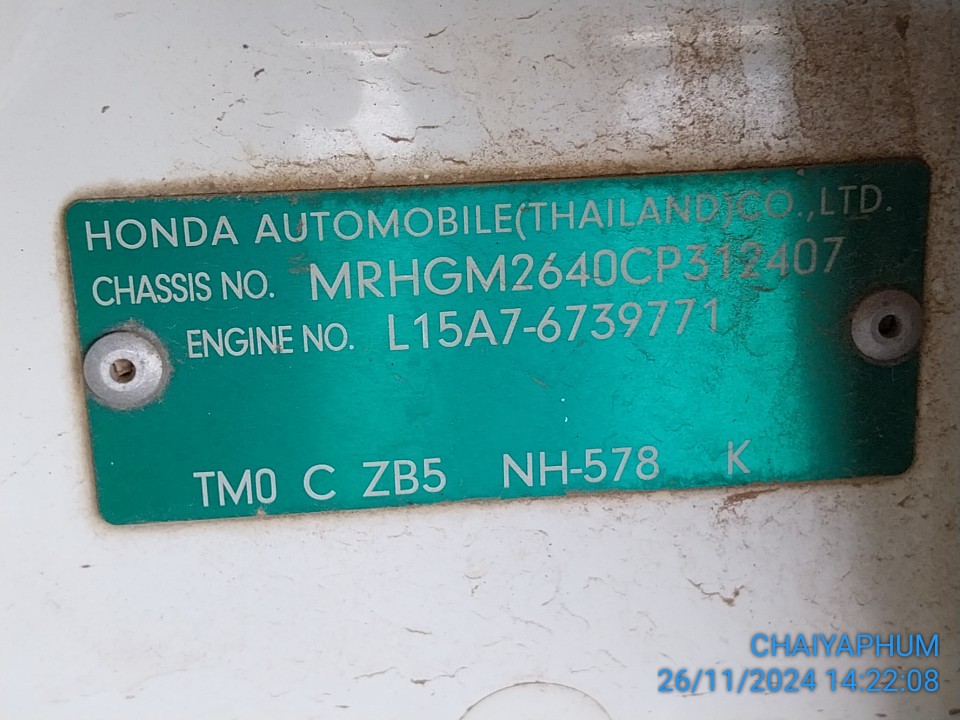 HONDA AUTOMOBILE(THAILAND)CO.,LTD.
CHASSIS NO. MRHGM2640CP312407
ENGINE NO. L15A7-6739771
TM0 C ZB5 NH-578 K
CHAIYAPHUM
26/11/2024 14:22:08